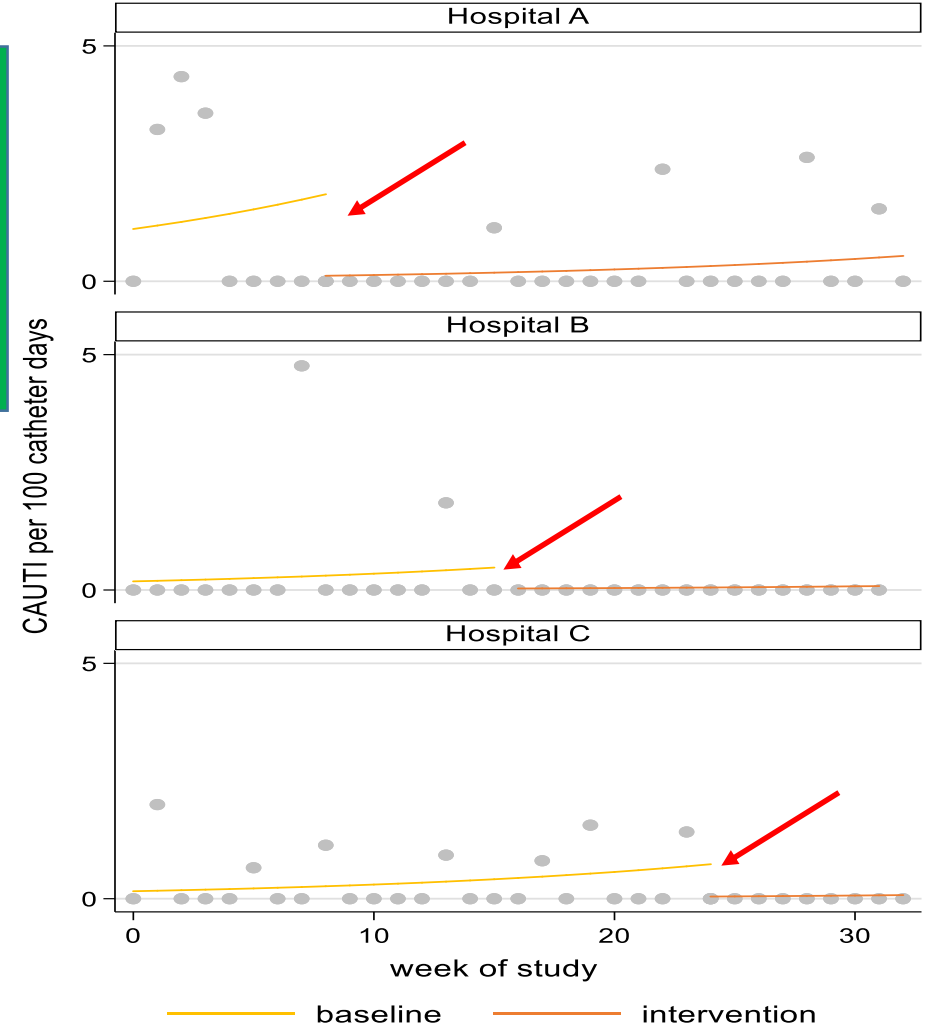 Hospital A
5
0
Hospital B
5
0
CAUTI per 100 catheter days
Hospital C
5
0
0 10 20 30
week of study
baseline intervention